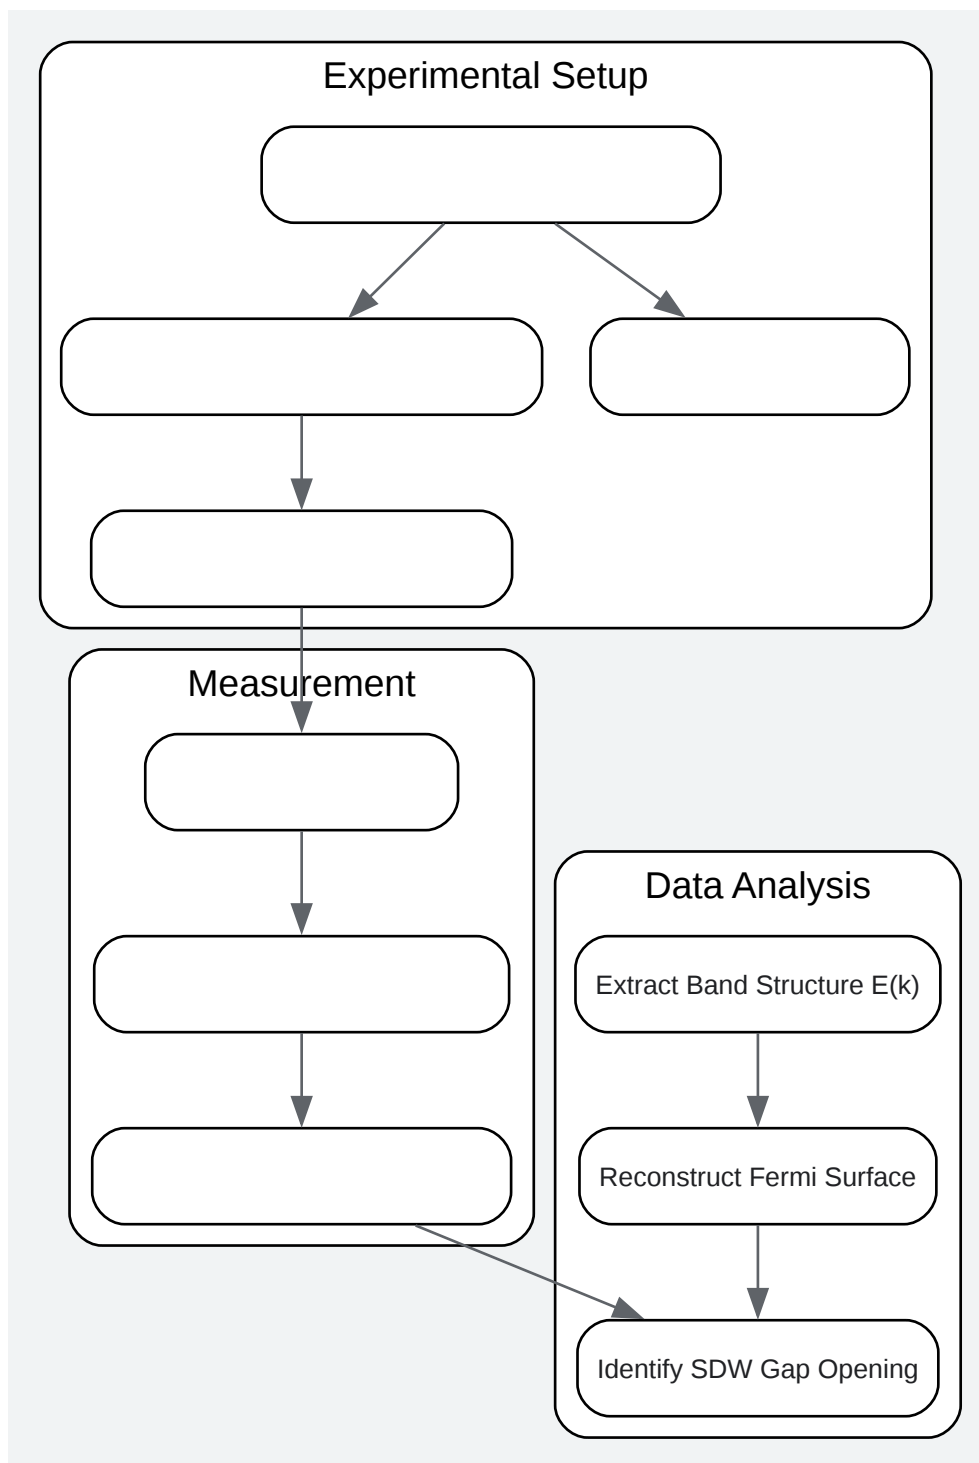 Experimental Setup
Measurement
Data Analysis
Extract Band Structure E(k)
Reconstruct Fermi Surface
Identify SDW Gap Opening